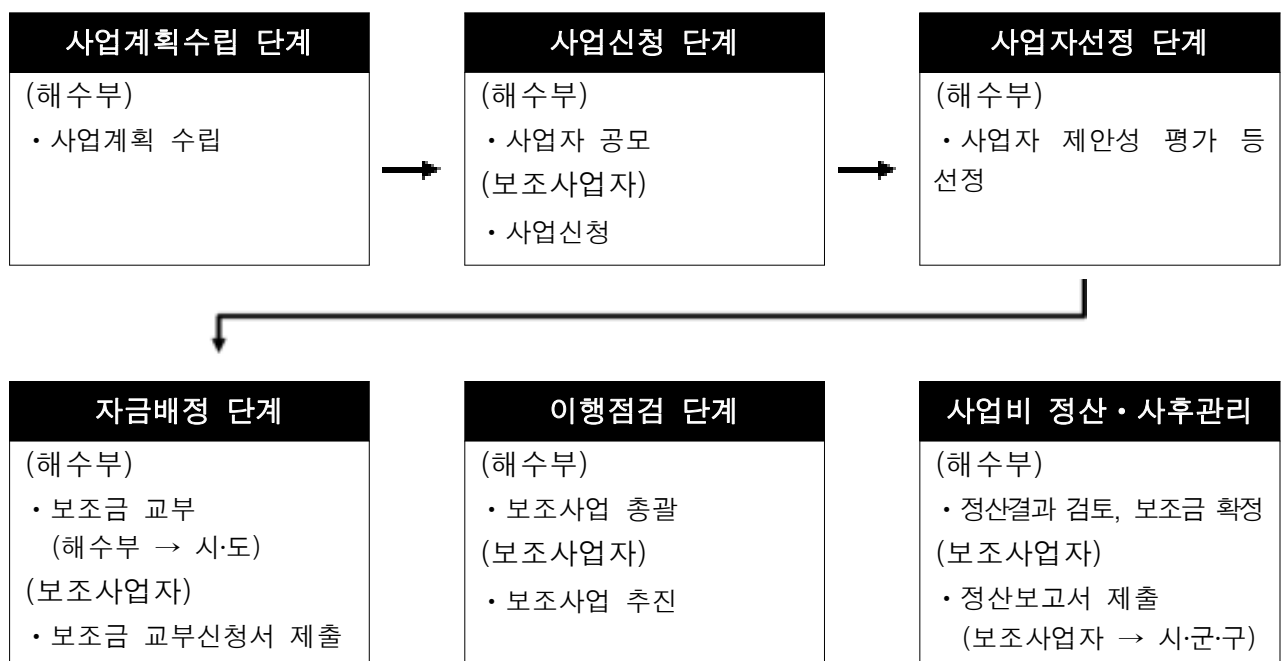 사업계획수립 단계
(해수부)
・사업계획 수립
사업신청 단계
(해수부)
・사업자 공모
(보조사업자)
・사업신청
사업자선정 단계
(해수부)
・사업자 제안성 평가 등
선정
자금배정 단계
(해수부)
・보조금 교부
(해수부 → 시·도)
(보조사업자)
・보조금 교부신청서 제출
이행점검 단계
(해수부)
・보조사업 총괄
(보조사업자)
・보조사업 추진
사업비 정산・사후관리
(해수부)
・정산결과 검토, 보조금 확정
(보조사업자)
・정산보고서 제출
(보조사업자 → 시·군·구)